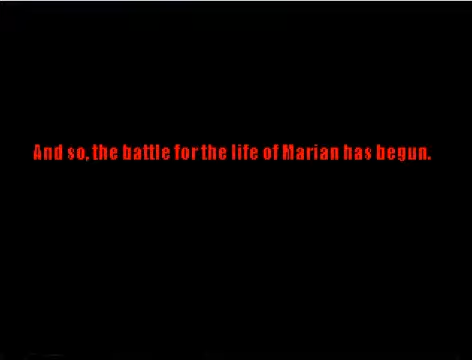 And so, the battle for the life of Marian has begun.